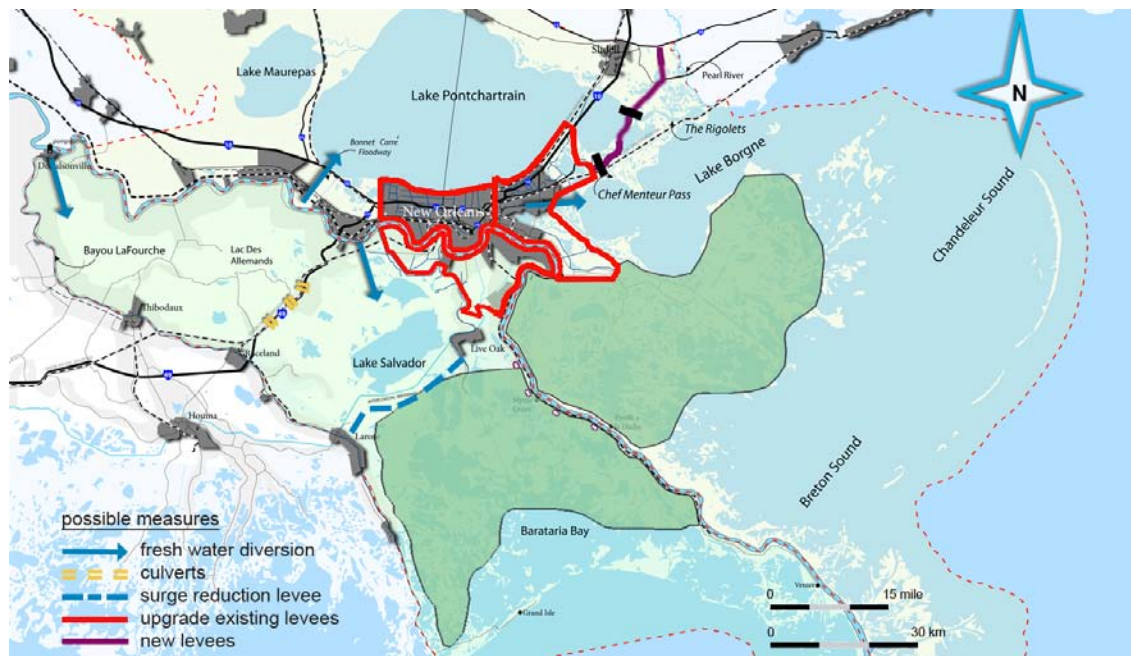 Slidell
Pearl River
Lake Maurepas
Lake Pontchartrain
N
The Rigolets
Bonnet Carré
Floodway
Donaldsonville
Lake Borgne
Chef Menteur Pass
New Orleans
Chandeleur Sound
Bayou LaFourche
Lac Des
Allemands
Thibodaux
Raceland
Live Oak
Lake Salvador
Houma
Larose
Breton Sound
possible measures
fresh water diversion
culverts
surge reduction levee
upgrade existing levees
new levees
Barataria Bay
Grand Isle
Venice
0 15 mile
0 30 km
10